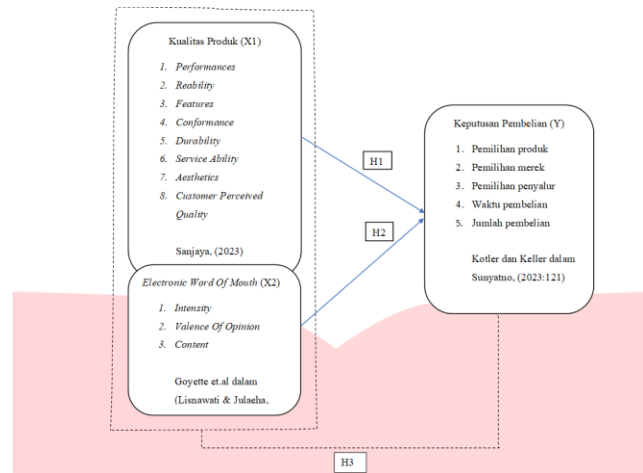 Kualitas Produk (X1)
1. Performances
2. Reability
3. Features
4. Conformance
5. Durability
6. Service Ability
7. Aesthetics
8. Customer Perceived
Quality
Sanjaya, (2023)
Electronic Word Of Mouth (X2)
1. Intensity
2. Valence Of Opinion
3. Content
Goyette et.al dalam
(Lisnawati & Julaeha,
H1
H2
Keputusan Pembelian (Y)
1. Pemilihan produk
2. Pemilihan merek
3. Pemilihan penyalur
4. Waktu pembelian
5. Jumlah pembelian
Kotler dan Keller dalam
Sunyatno, (2023:121)
H3